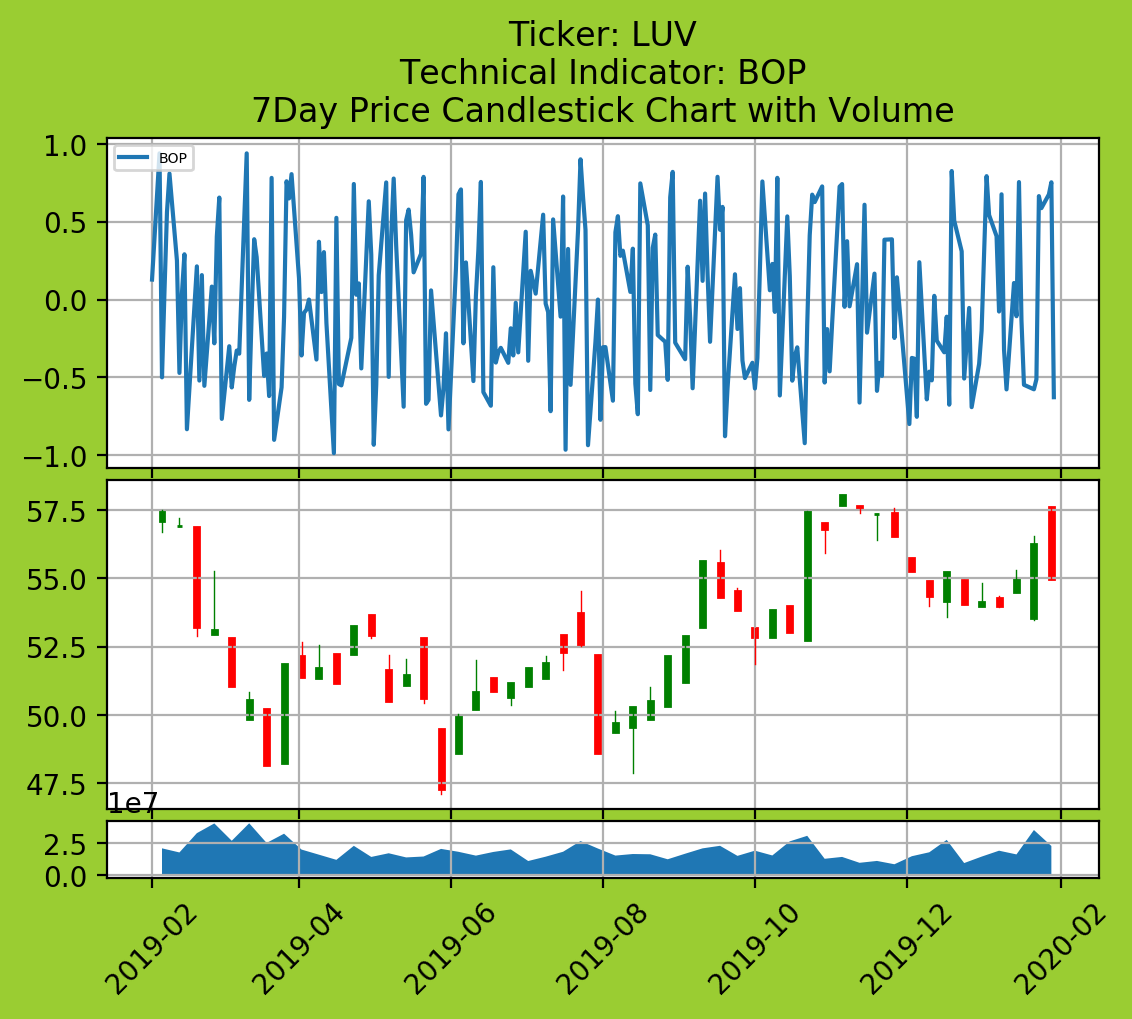 Ticker: LUV
Technical Indicator: BOP
7Day Price Candlestick Chart with Volume
1.0
BOP
0.5
0.0
−0.5
−1.0
57.5
55.0
52.5
50.0
47.5
1e7
2.5
0.0
2019-02 2019-04 2019-06 2019-08 2019-10 2019-12 2020-02